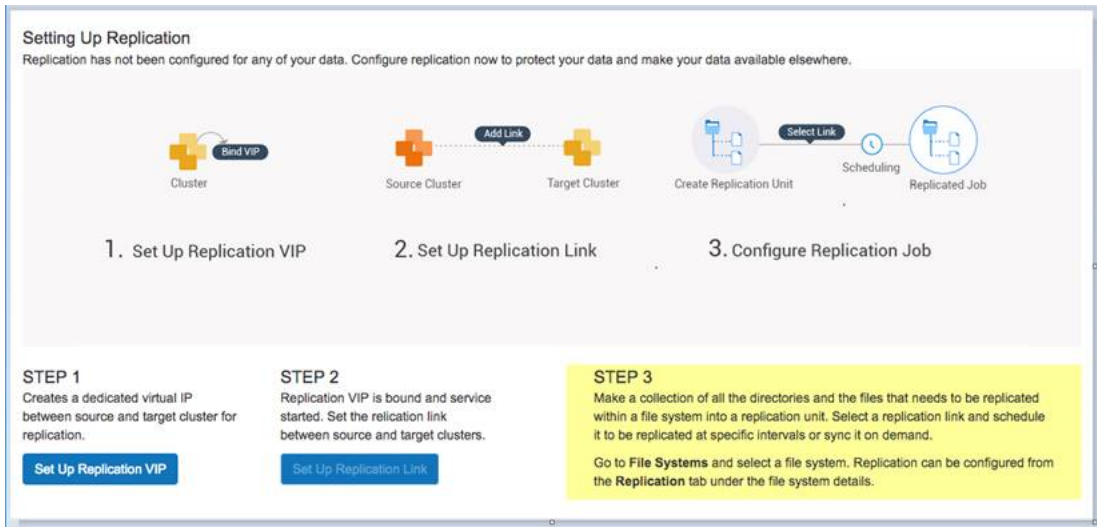 Setting Up Replication
Replication has not been configured for any of your data. Configure replication now to protect your data and make your data available elsewhere.
Bind VIP
Cluster
Add Link
Source Cluster
Target Cluster
Select Link
Create Replication Unit
Scheduling
Replicated Job
1. Set Up Replication VIP
2. Set Up Replication Link
3. Configure Replication Job
STEP 1
Creates a dedicated virtual IP
between source and target cluster for
replication.
Set Up Replication VIP
STEP 2
Replication VIP is bound and service
started. Set the relication link
between source and target clusters.
Set Up Replication Link
STEP 3
Make a collection of all the directories and the files that needs to be replicated
within a file system into a replication unit. Select a replication link and schedule
it to be replicated at specific intervals or sync it on demand.
Go to File Systems and select a file system. Replication can be configured from
the Replication tab under the file system details.